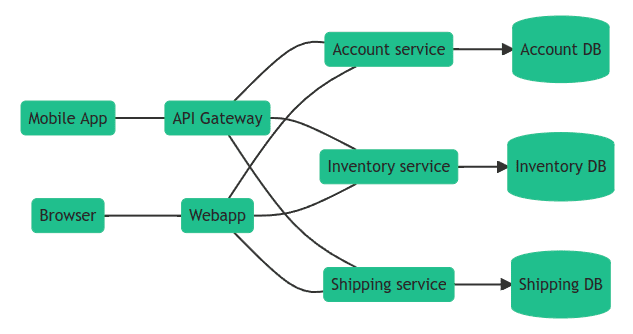 Account service
Account DB
Mobile App
API Gateway
Inventory service
Inventory DB
Browser
Webapp
Shipping service
Shipping DB